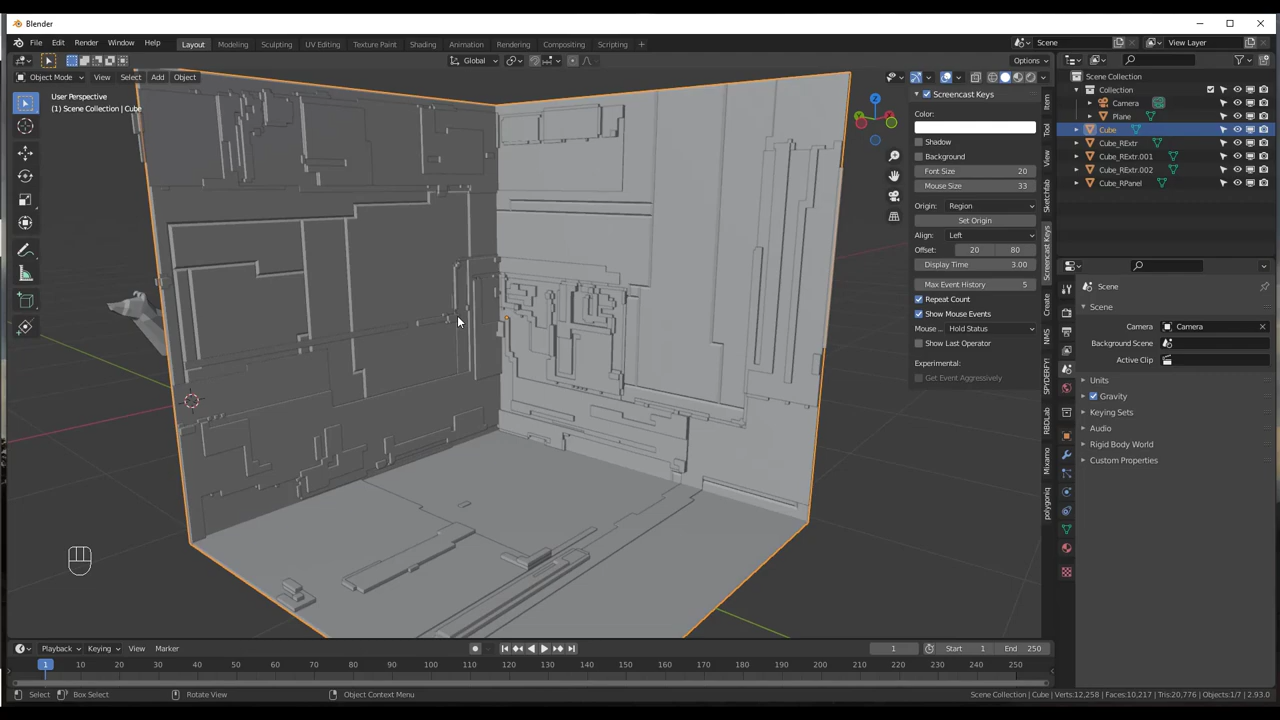 Blender
File Edit Render Window Help
Layout Modeling Sculpting UV Editing Texture Paint Shading Animation Rendering Compositing Scripting +
Scene
View Layer
Global
Options
Object Mode View Select Add Object
User Perspective
(1) Scene Collection | Cube
Screencast Keys
Color:
Shadow
Background
Font Size 20
Mouse Size 33
Origin: Region
Set Origin
Align: Left
Offset: 20 80
Display Time 3.00
Max Event History 5
Repeat Count
Show Mouse Events
Mouse ... Hold Status
Show Last Operator
Experimental:
Get Event Aggressively
Item
Tool
View
Sketchfab
Screencast Keys
Create
NMS
SPYDERFY!
RBDLab
Mixamo
polygoniq
Scene Collection
Collection
Camera
Plane
Cube
Cube_RExtr
Cube_RExtr.001
Cube_RExtr.002
Cube_RPanel
Scene
Scene
Camera Camera
Background Scene
Active Clip
Units
Gravity
Keying Sets
Audio
Rigid Body World
Custom Properties
Playback Keying View Marker
1 Start 1 End 250
1 10 20 30 40 50 60 70 80 90 100 110 120 130 140 150 160 170 180 190 200 210 220 230 240 250
Select Box Select Rotate View Object Context Menu
Scene Collection | Cube | Verts:12,258 | Faces:10,217 | Tris:20,776 | Objects:1/7 | 2.93.0